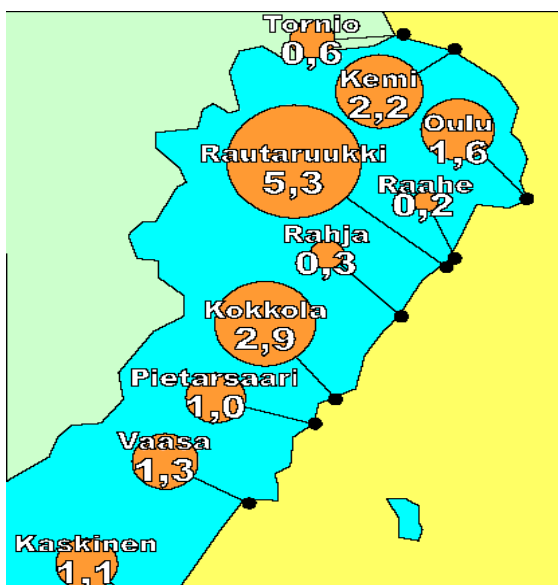 Tornio
0,6
Kemi
2,2
Oulu
1,6
Rautaruukki
5,3
Raahe
0,2
Rahja
0,3
Kokkola
2,9
Pietarsaari
1,0
Vaasa
1,3
Kaskinen
1,1